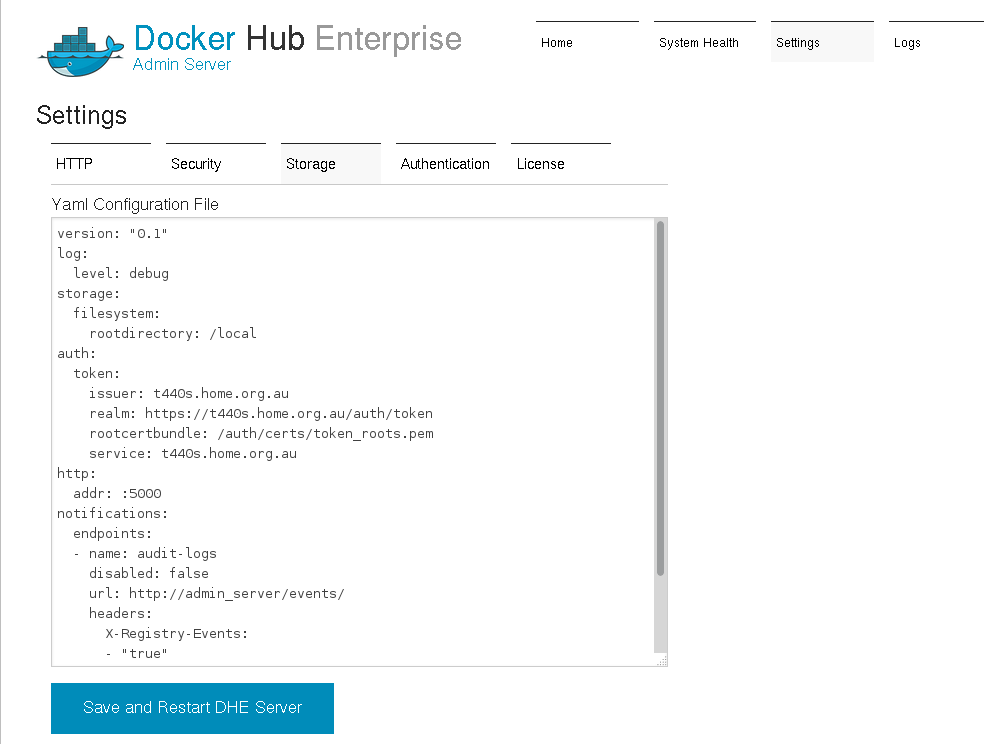 Docker Hub Enterprise
Admin Server
Home
System Health
Settings
Logs
Settings
HTTP
Security
Storage
Authentication
License
Yaml Configuration File
version: "0.1"
log:
  level: debug
storage:
  filesystem:
    rootdirectory: /local
auth:
  token:
    issuer: t440s.home.org.au
    realm: https://t440s.home.org.au/auth/token
    rootcertbundle: /auth/certs/token_roots.pem
    service: t440s.home.org.au
http:
  addr: :5000
notifications:
  endpoints:
  - name: audit-logs
    disabled: false
    url: http://admin_server/events/
    headers:
      X-Registry-Events:
      - "true"
Save and Restart DHE Server